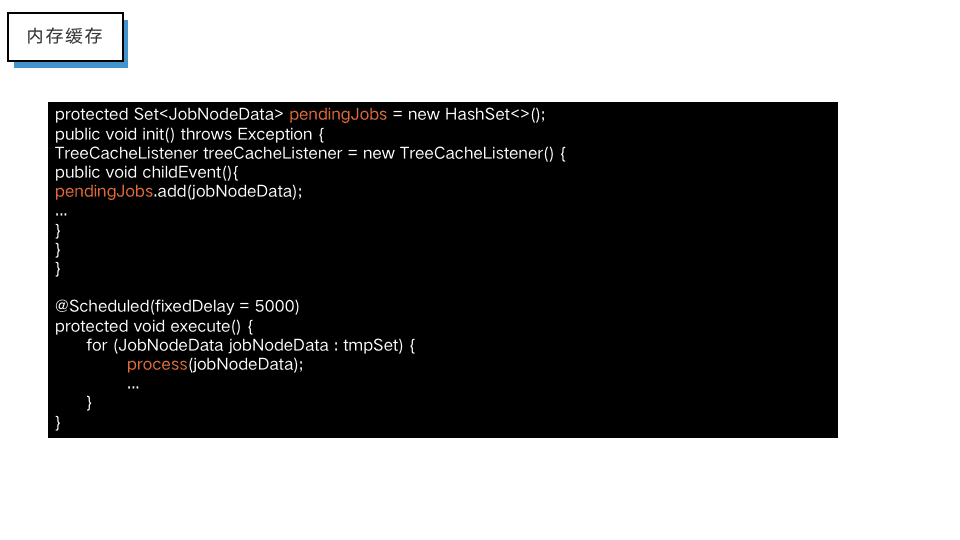 内存缓存
protected Set<JobNodeData> pendingJobs = new HashSet<>();
public void init() throws Exception {
TreeCacheListener treeCacheListener = new TreeCacheListener() {
public void childEvent(){
pendingJobs.add(jobNodeData);
...
}
}
}
@Scheduled(fixedDelay = 5000)
protected void execute() {
for (JobNodeData jobNodeData : tmpSet) {
process(jobNodeData);
...
}
}